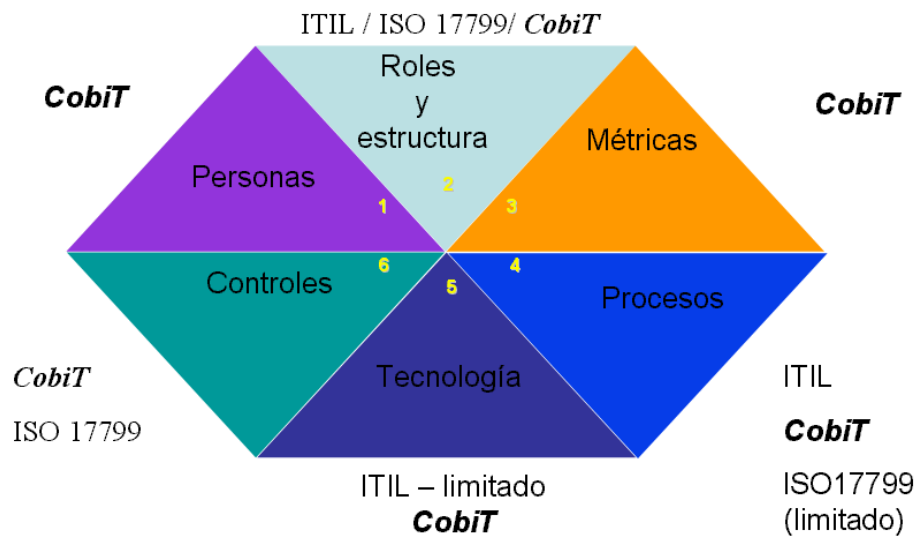 ITIL / ISO 17799/ CobiT
CobiT
Roles
y
estructura
CobiT
Personas
Métricas
1
2
3
6
5
4
Controles
Procesos
Tecnología
CobiT
ISO 17799
ITIL – limitado
CobiT
ITIL
CobiT
ISO17799
(limitado)